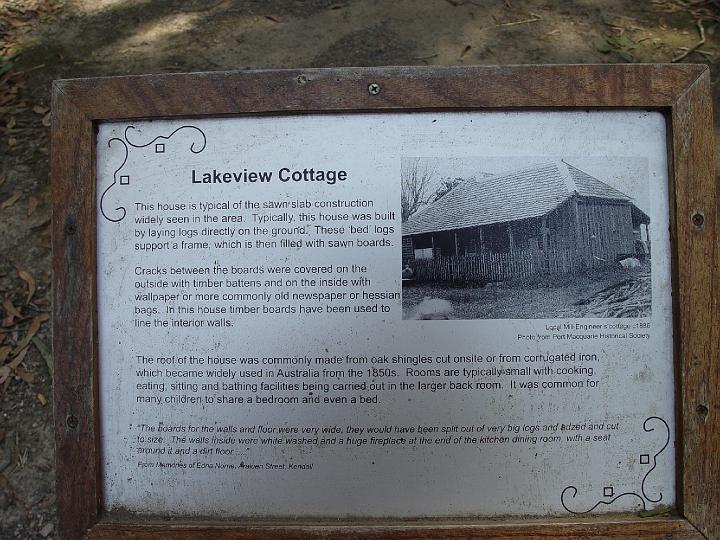 Lakeview Cottage
This house is typical of the sawn slab construction
widely seen in the area. Typically, this house was built
by laying logs directly on the ground. These 'bed' logs
support a frame, which is then filled with sawn boards.
Cracks between the boards were covered on the
outside with timber battens and on the inside with
wallpaper or more commonly old newspaper or hessian
bags. In this house timber boards have been used to
line the interior walls.
Local Mill Engineer's cottage c1886
Photo from Port Macquarie Historical Society
The roof of the house was commonly made from oak shingles cut onsite or from corrugated iron,
which became widely used in Australia from the 1850s. Rooms are typically small with cooking,
eating, sitting and bathing facilities being carried out in the larger back room. It was common for
many children to share a bedroom and even a bed.
"The boards for the walls and floor were very wide, they would have been split out of very big logs and adzed and cut
to size. The walls inside were white washed and a huge fireplace at the end of the kitchen dining room, with a seat
around it and a dirt floor...."
From Memories of Edna Norrie, Street, Kendall